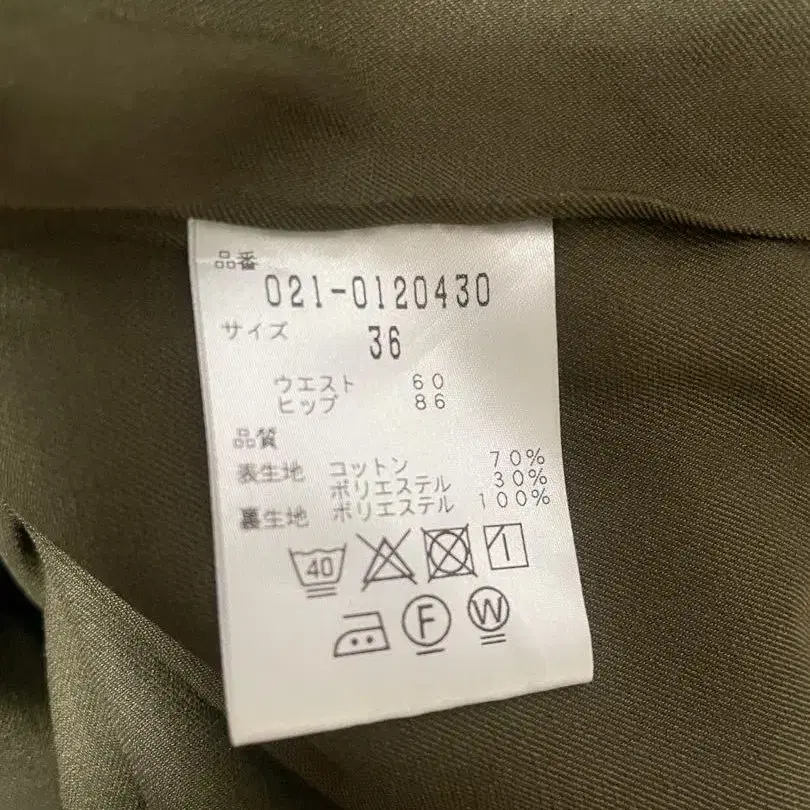 品番
021-0120430
サイズ 36
ウエスト 60
ヒップ 86
品質
表生地 コットン 70%
ポリエステル 30%
裏生地 ポリエステル 100%
40
F W